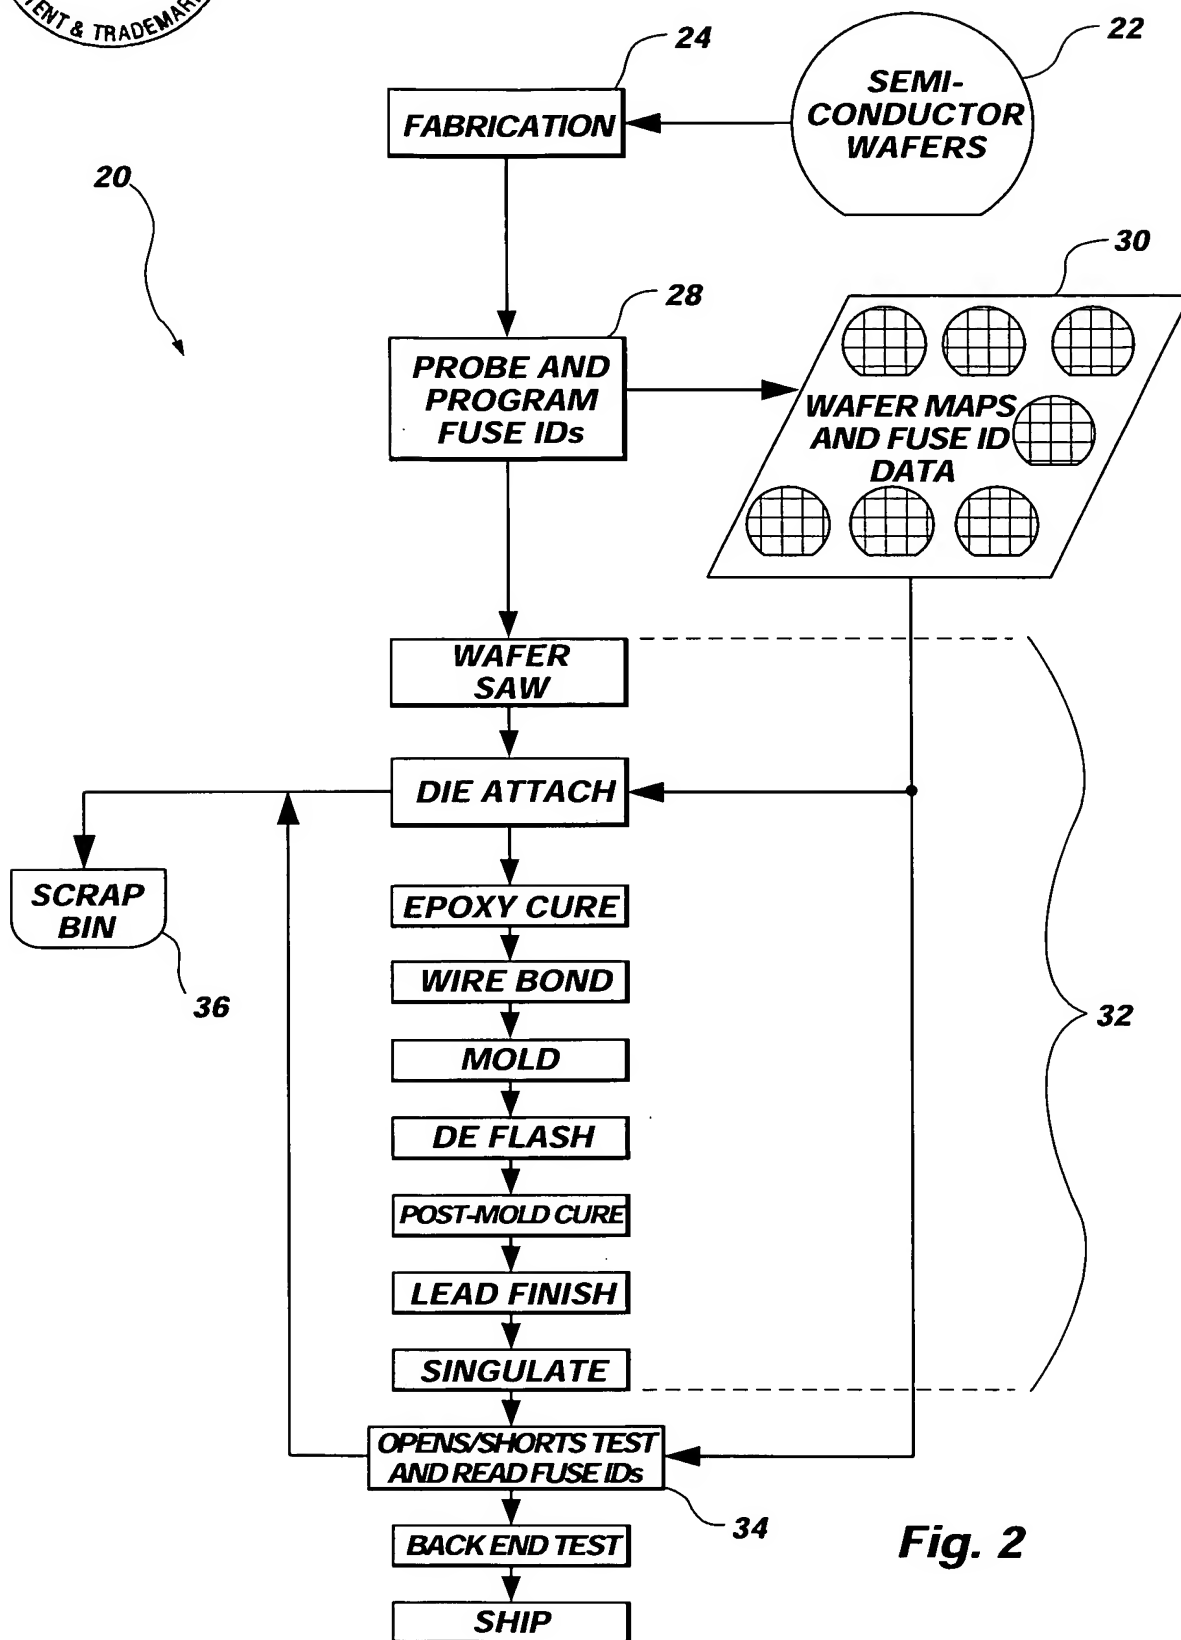 ENT & TRADEMAR
24
22
SEMI-
CONDUCTOR
WAFERS
FABRICATION
20
30
28
PROBE AND
PROGRAM
FUSE IDs
WAFER MAPS
AND FUSE ID
DATA
WAFER
SAW
DIE ATTACH
SCRAP
BIN
36
EPOXY CURE
WIRE BOND
32
MOLD
DE FLASH
POST-MOLD CURE
LEAD FINISH
SINGULATE
OPENS/SHORTS TEST
AND READ FUSE IDs
34
BACK END TEST
Fig. 2
SHIP